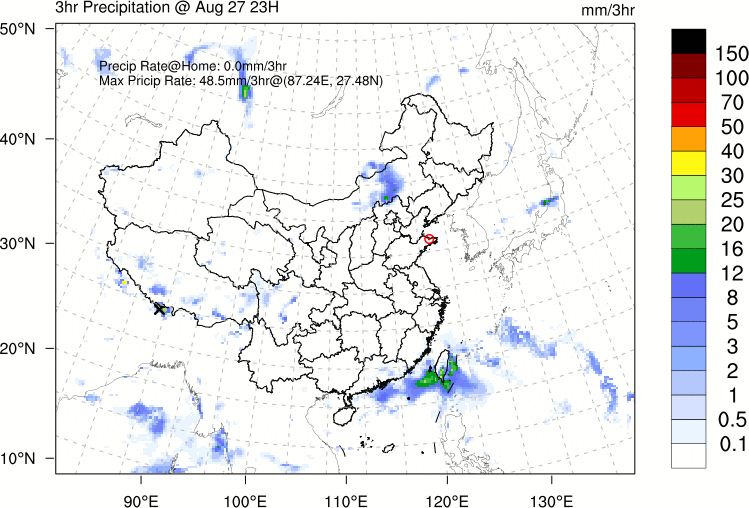 3hr Precipitation @ Aug 27 23H
mm/3hr
Precip Rate@Home: 0.0mm/3hr
Max Pricip Rate: 48.5mm/3hr@(87.24E, 27.48N)
50°N
40°N
30°N
20°N
10°N
90°E 100°E 110°E 120°E 130°E
150
100
70
50
40
30
25
20
16
12
8
5
3
2
1
0.5
0.1